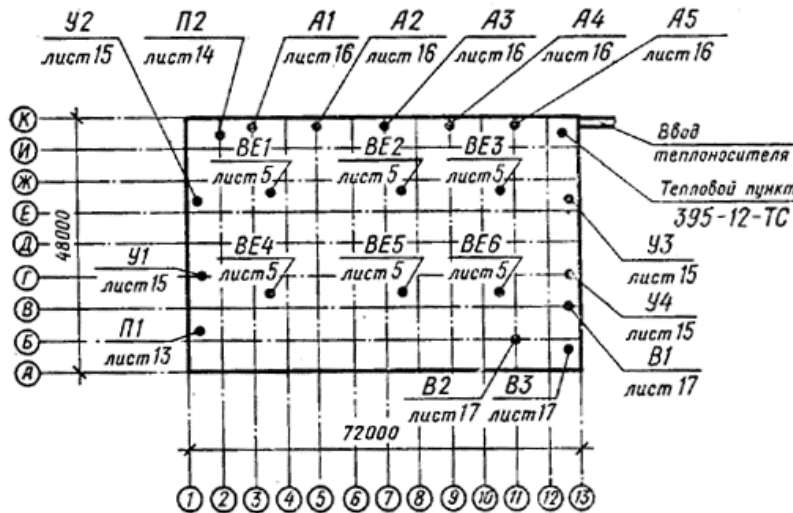 У2 П2 А1 А2 А3 А4 А5
лист 15 лист 14 лист 16 лист 16 лист 16 лист 16 лист 16
К
Ввод
теплоносителя
И
ВЕ1 ВЕ2 ВЕ3
лист 5 лист 5 лист 5
Ж
Тепловой пункт
395-12-ТС
Е
48000
Д
У1 ВЕ4 ВЕ5 ВЕ6 У3
лист 15 лист 5 лист 5 лист 5 лист 15
Г
У4
лист 15
В
П1
лист 13
Б
В1
лист 17
А
В2 В3
лист 17 лист 17
72000
1 2 3 4 5 6 7 8 9 10 11 12 13